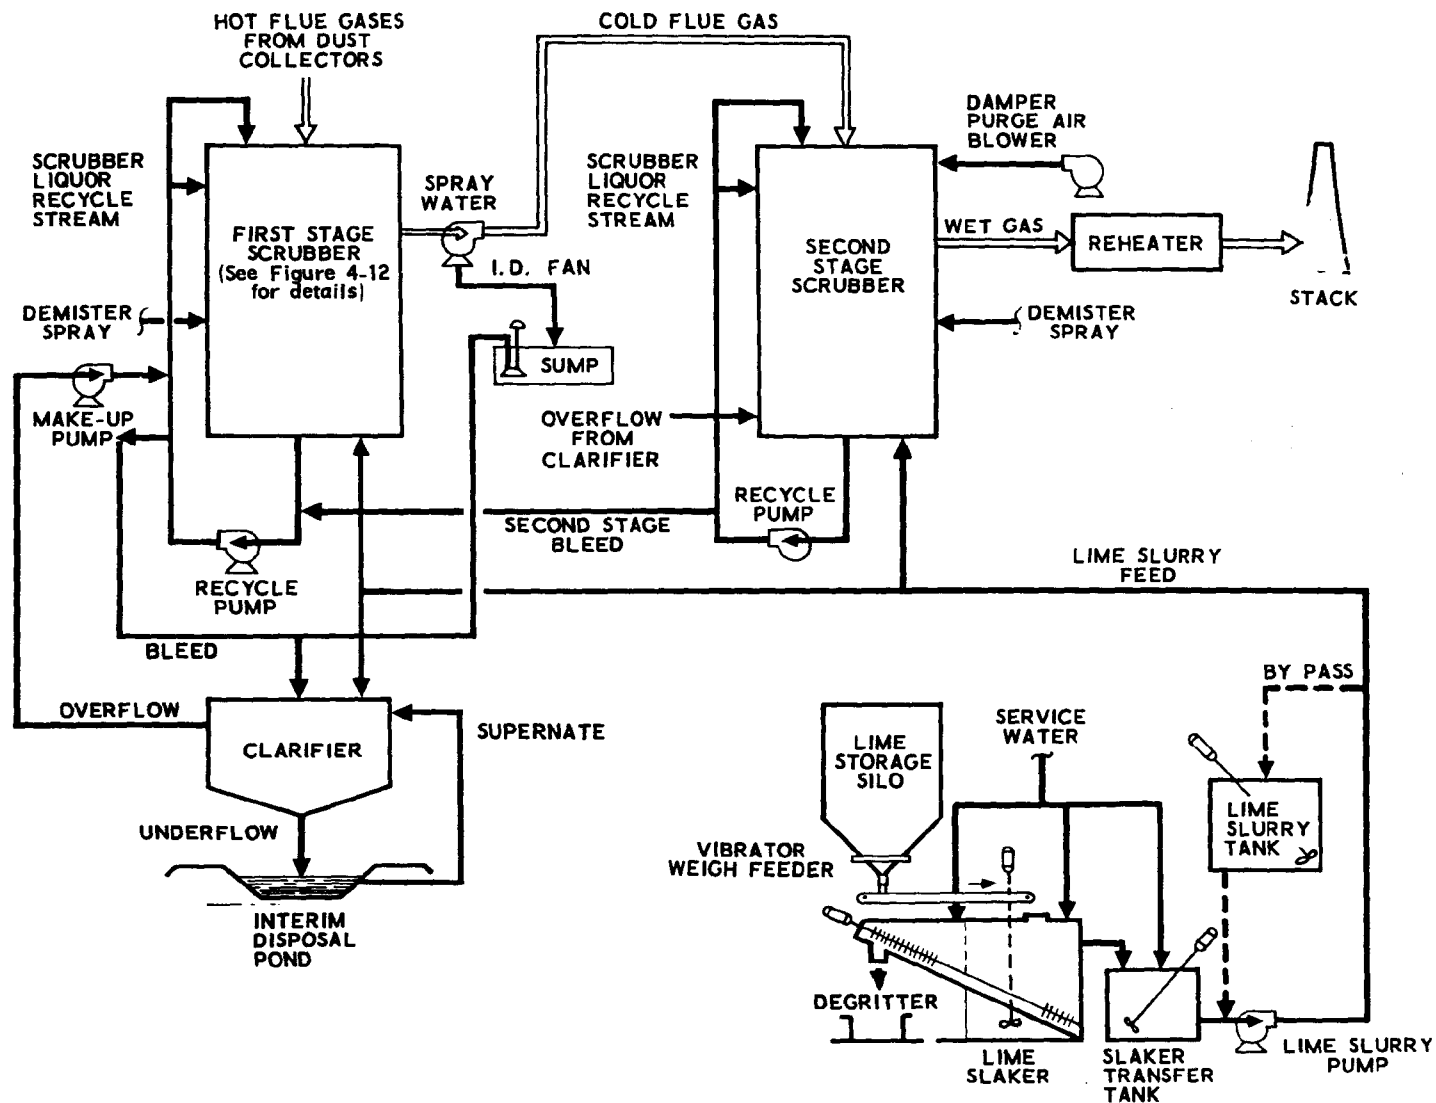 HOT FLUE GASES
FROM DUST
COLLECTORS
COLD FLUE GAS
DAMPER
PURGE AIR
BLOWER
SCRUBBER
LIQUOR
RECYCLE
STREAM
SPRAY
WATER
SCRUBBER
LIQUOR
RECYCLE
STREAM
FIRST STAGE
SCRUBBER
(See Figure 4-12
for details)
I.D. FAN
SECOND
STAGE
SCRUBBER
WET GAS
REHEATER
STACK
DEMISTER
SPRAY
DEMISTER
SPRAY
SUMP
MAKE-UP
PUMP
OVERFLOW
FROM
CLARIFIER
RECYCLE
PUMP
SECOND STAGE
BLEED
RECYCLE
PUMP
LIME SLURRY
FEED
BLEED
BY PASS
OVERFLOW
CLARIFIER
SUPERNATE
UNDERFLOW
INTERIM
DISPOSAL
POND
LIME
STORAGE
SILO
SERVICE
WATER
LIME
SLURRY
TANK
VIBRATOR
WEIGH FEEDER
DEGRITTER
LIME
SLAKER
SLAKER
TRANSFER
TANK
LIME SLURRY
PUMP